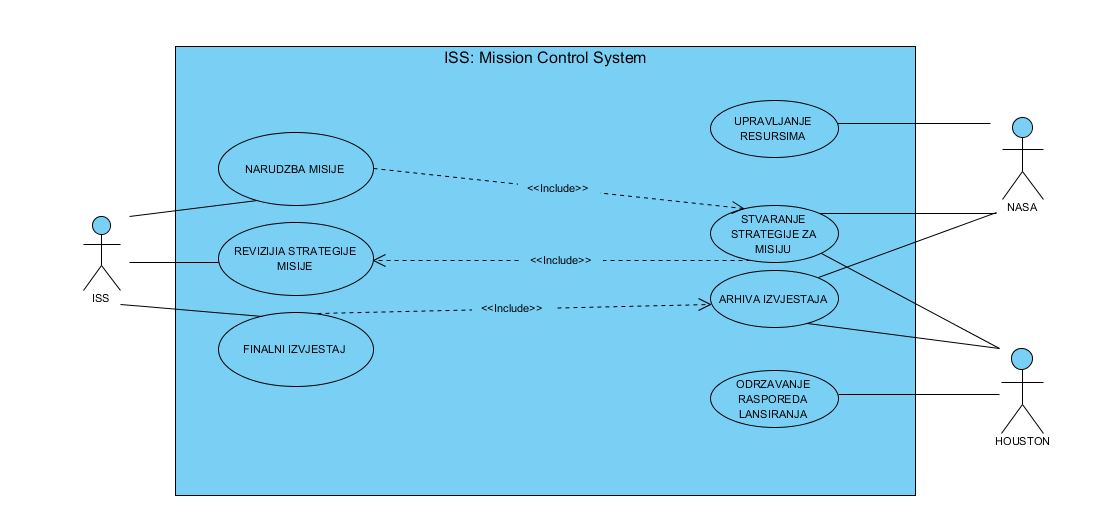 ISS: Mission Control System
UPRAVLJANJE
RESURSIMA
NARUDZBA MISIJE
<<Include>>
NASA
STVARANJE
STRATEGIJE ZA
MISIJU
REVIZIJIA STRATEGIJE
MISIJE
<<Include>>
ISS
<<Include>>
ARHIVA IZVJESTAJA
FINALNI IZVJESTAJ
ODRZAVANJE
RASPOREDA
LANSIRANJA
HOUSTON